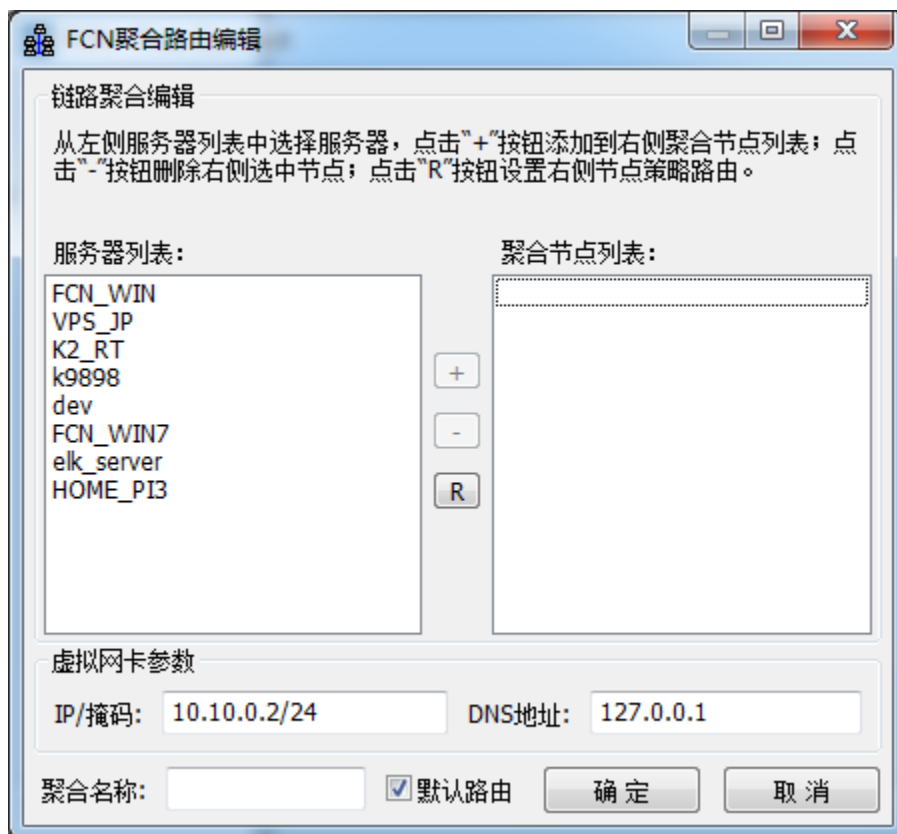 FCN聚合路由编辑
链路聚合编辑
从左侧服务器列表中选择服务器，点击"+"按钮添加到右侧聚合节点列表；点
击"-"按钮删除右侧选中节点；点击"R"按钮设置右侧节点策略路由。
服务器列表:
聚合节点列表:
FCN_WIN
VPS_JP
K2_RT
k9898
dev
FCN_WIN7
elk_server
HOME_PI3
+
-
R
虚拟网卡参数
IP/掩码: 10.10.0.2/24 DNS地址: 127.0.0.1
聚合名称: 默认路由 确定 取消